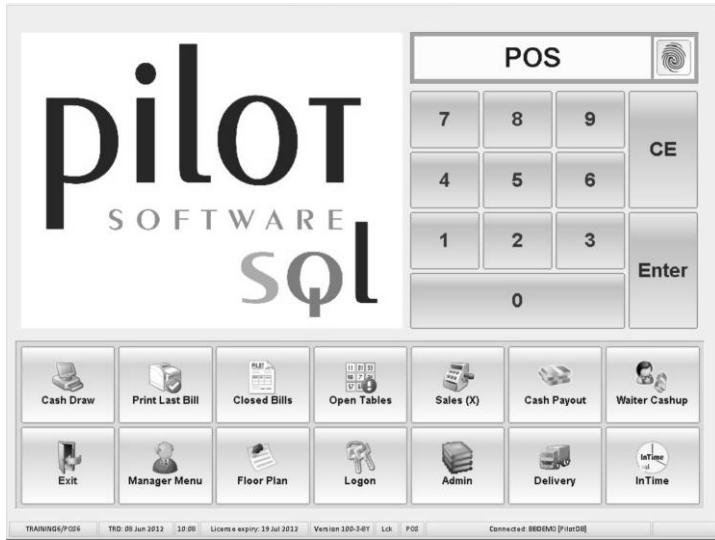 pilot
SOFTWARE
sql
POS
7 8 9
CE
4 5 6
1 2 3
Enter
0
Cash Draw Print Last Bill Closed Bills Open Tables Sales (X) Cash Payout Waiter Cashup
Exit Manager Menu Floor Plan Logon Admin Delivery InTime
InTime
TRAINING6/POS6 TRD: 08 Jun 2012 10:08 License expiry: 19 Jul 2012 Version 100-3-BY Lck POS Connected: BBDEMO [PilotDB]